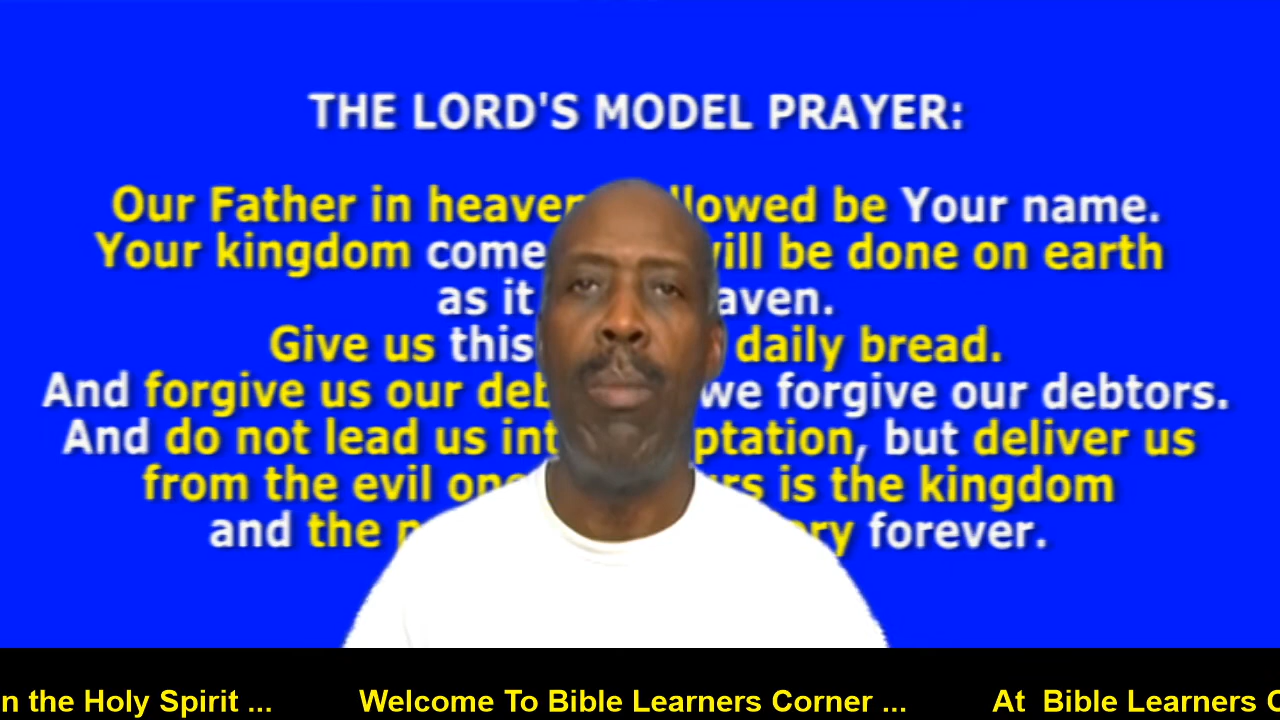 THE LORD'S MODEL PRAYER:
Our Father in heaven llowed be Your name.
Your kingdom come will be done on earth
as it aven.
Give us this daily bread.
And forgive us our deb we forgive our debtors.
And do not lead us int ptation, but deliver us
from the evil one rs is the kingdom
and the ry forever.
n the Holy Spirit ... Welcome To Bible Learners Corner ... At Bible Learners C